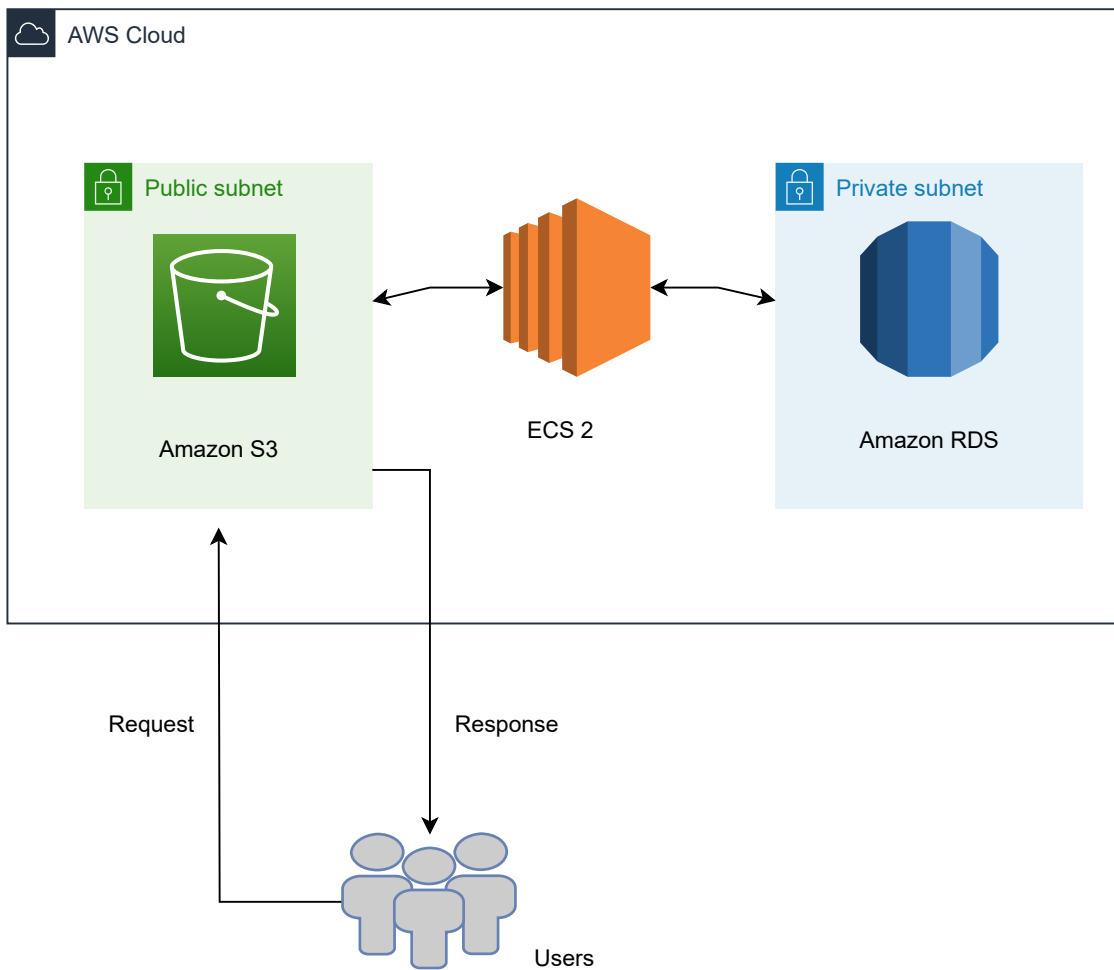 AWS Cloud
Public subnet
Private subnet
Amazon S3
ECS 2
Amazon RDS
Request
Response
Users